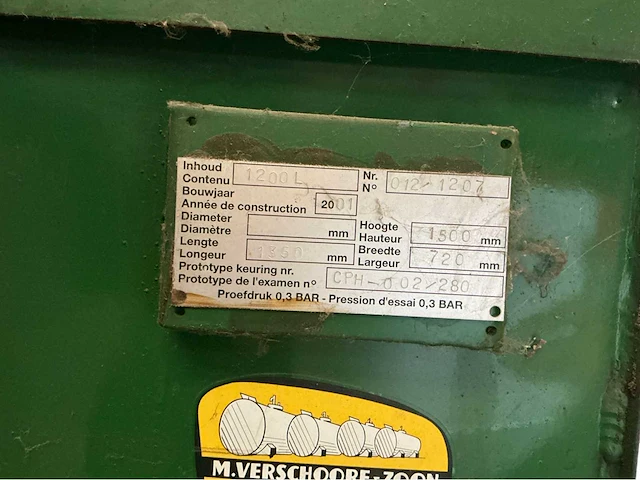 Inhoud
Contenu 1200L
Nr.
N° 012/1207
Bouwjaar
Année de construction 2001
Diameter
Diamètre mm
Hoogte
Hauteur 1500 mm
Lengte
Longeur mm
Breedte
Largeur 720 mm
Prototype keuring nr.
Prototype de l'examen n° CPH-002/280
Proefdruk 0,3 BAR - Pression d'essai 0,3 BAR
M.VERSCHOORE-ZOON